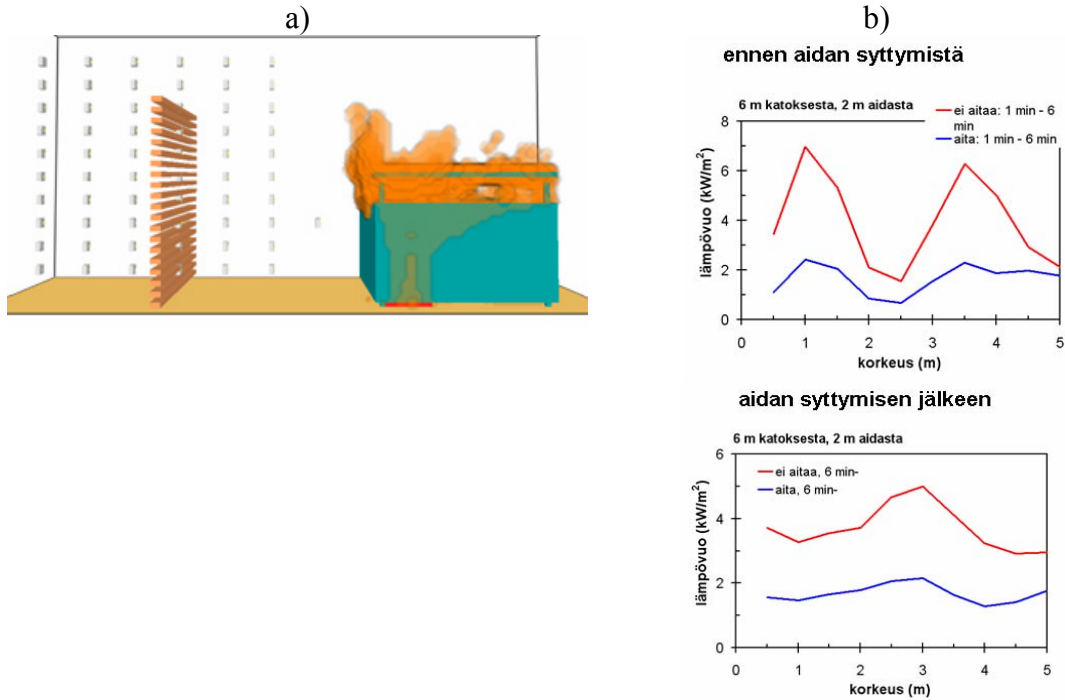 a)
b)
ennen aidan syttymistä
6 m katoksesta, 2 m aidasta
8
6
4
2
0
lämpövuo (kW/m²)
ei aitaa: 1 min - 6
min
aita: 1 min - 6 min
0 1 2 3 4 5
korkeus (m)
aidan syttymisen jälkeen
6 m katoksesta, 2 m aidasta
6
4
2
0
lämpövuo (kW/m²)
ei aitaa, 6 min-
aita, 6 min-
0 1 2 3 4 5
korkeus (m)